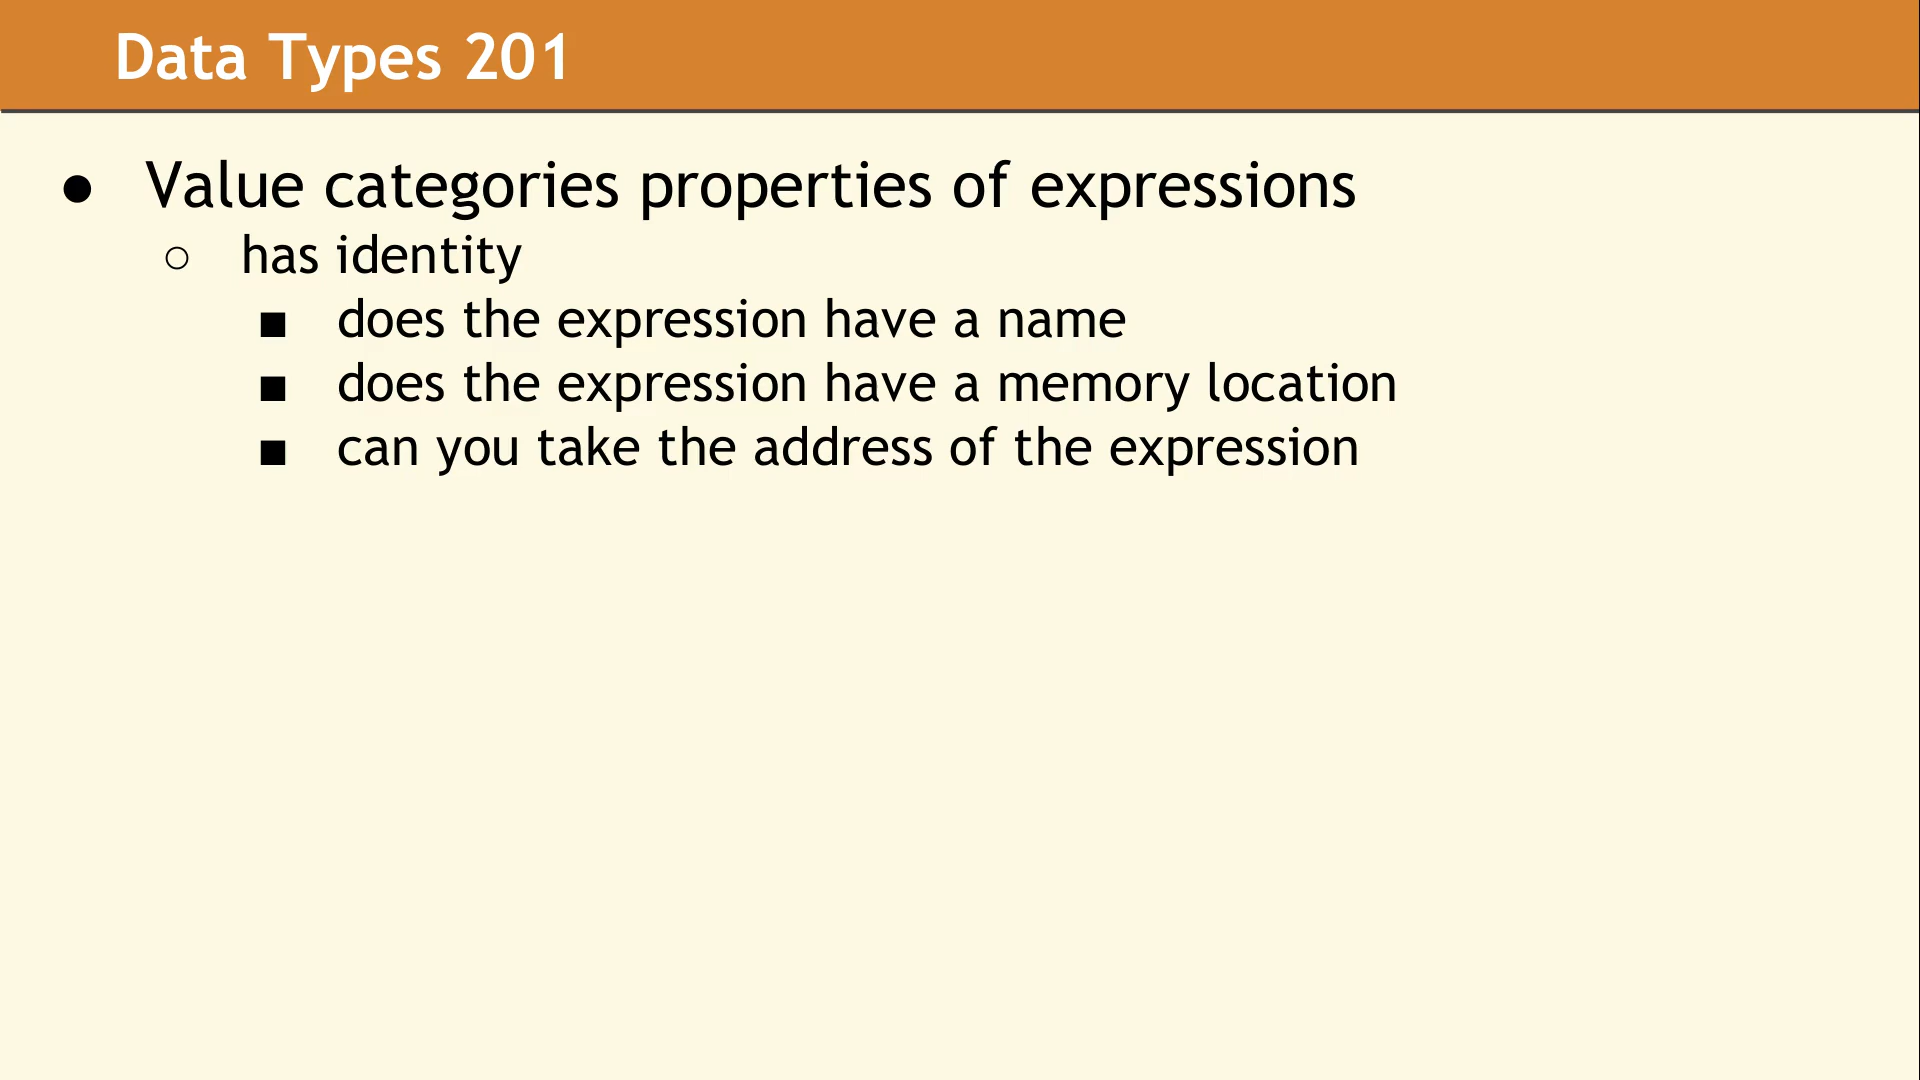 Data Types 201
● Value categories properties of expressions
○ has identity
■ does the expression have a name
■ does the expression have a memory location
■ can you take the address of the expression